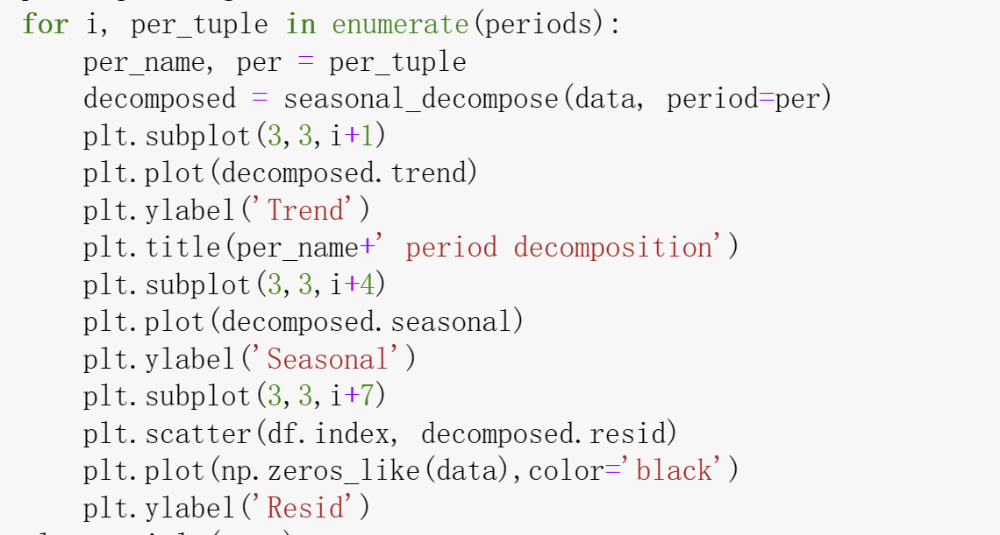 for i, per_tuple in enumerate(periods):
    per_name, per = per_tuple
    decomposed = seasonal_decompose(data, period=per)
    plt.subplot(3,3,i+1)
    plt.plot(decomposed.trend)
    plt.ylabel('Trend')
    plt.title(per_name+' period decomposition')
    plt.subplot(3,3,i+4)
    plt.plot(decomposed.seasonal)
    plt.ylabel('Seasonal')
    plt.subplot(3,3,i+7)
    plt.scatter(df.index, decomposed.resid)
    plt.plot(np.zeros_like(data),color='black')
    plt.ylabel('Resid')